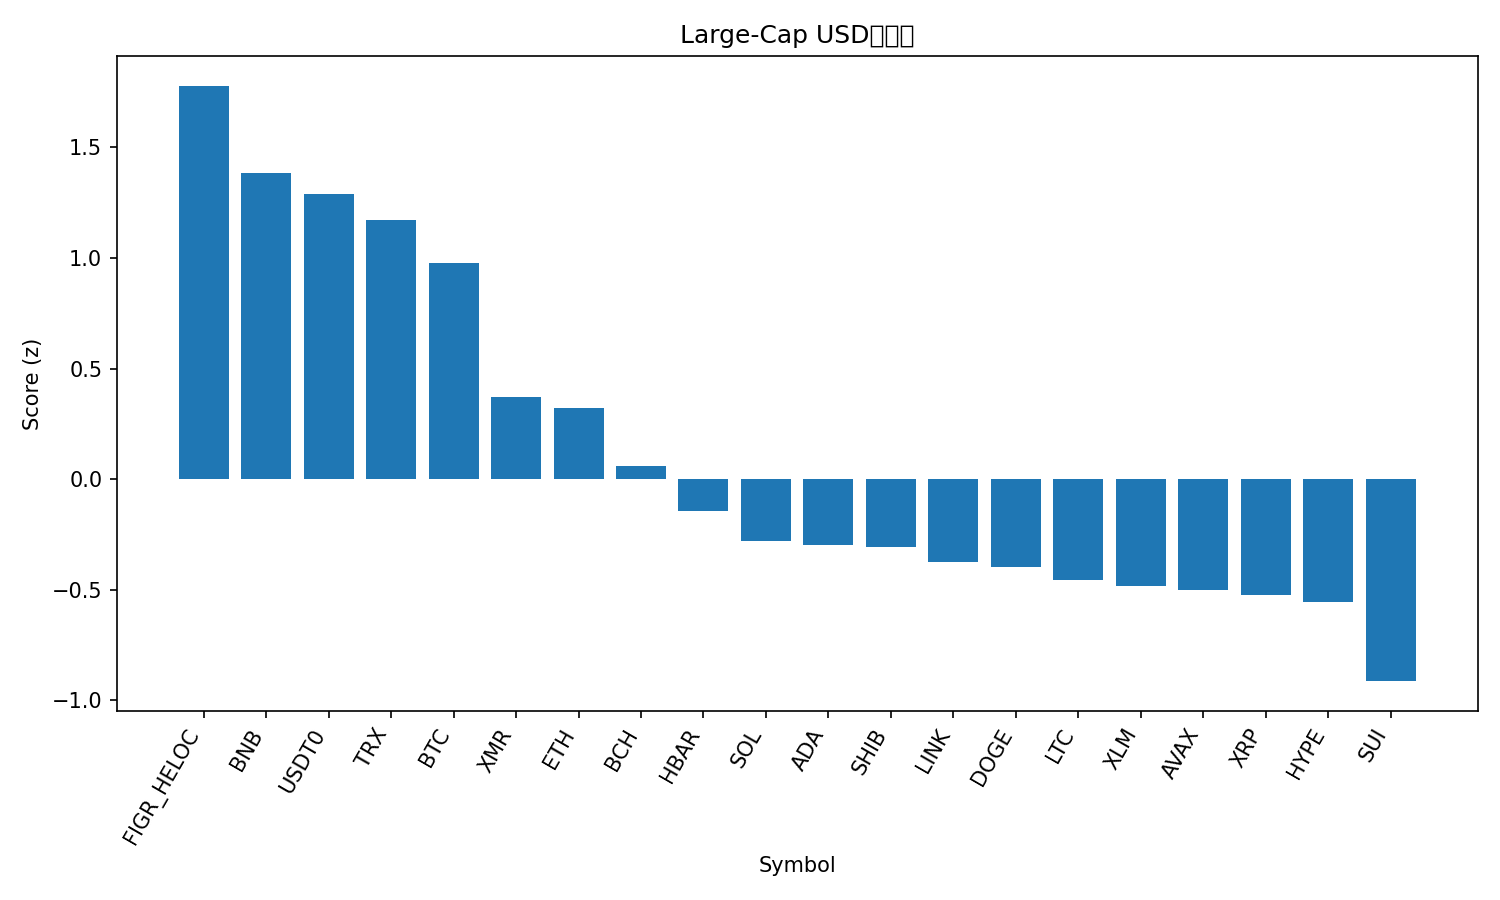 Large-Cap USD
Score (z)
1.5
1.0
0.5
0.0
−0.5
−1.0
FIGR_HELOC
BNB
USDT0
TRX
BTC
XMR
ETH
BCH
HBAR
SOL
ADA
SHIB
LINK
DOGE
LTC
XLM
AVAX
XRP
HYPE
SUI
Symbol